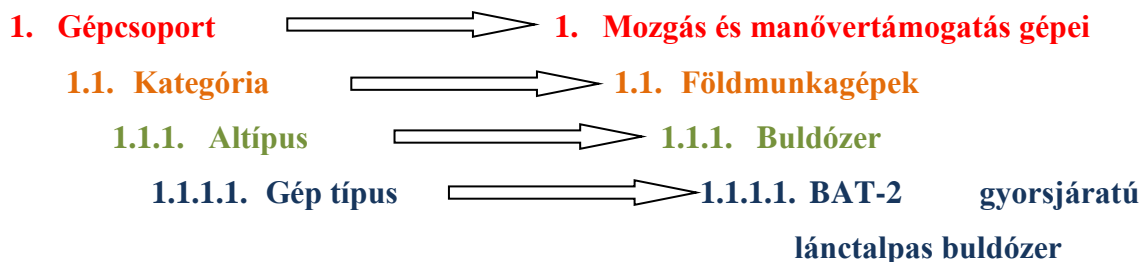 1. Gépcsoport 1. Mozgás és manővertámogatás gépei
1.1. Kategória 1.1. Földmunkagépek
1.1.1. Altípus 1.1.1. Buldózer
1.1.1.1. Gép típus 1.1.1.1. BAT-2 gyorsjáratú
lánctalpas buldózer